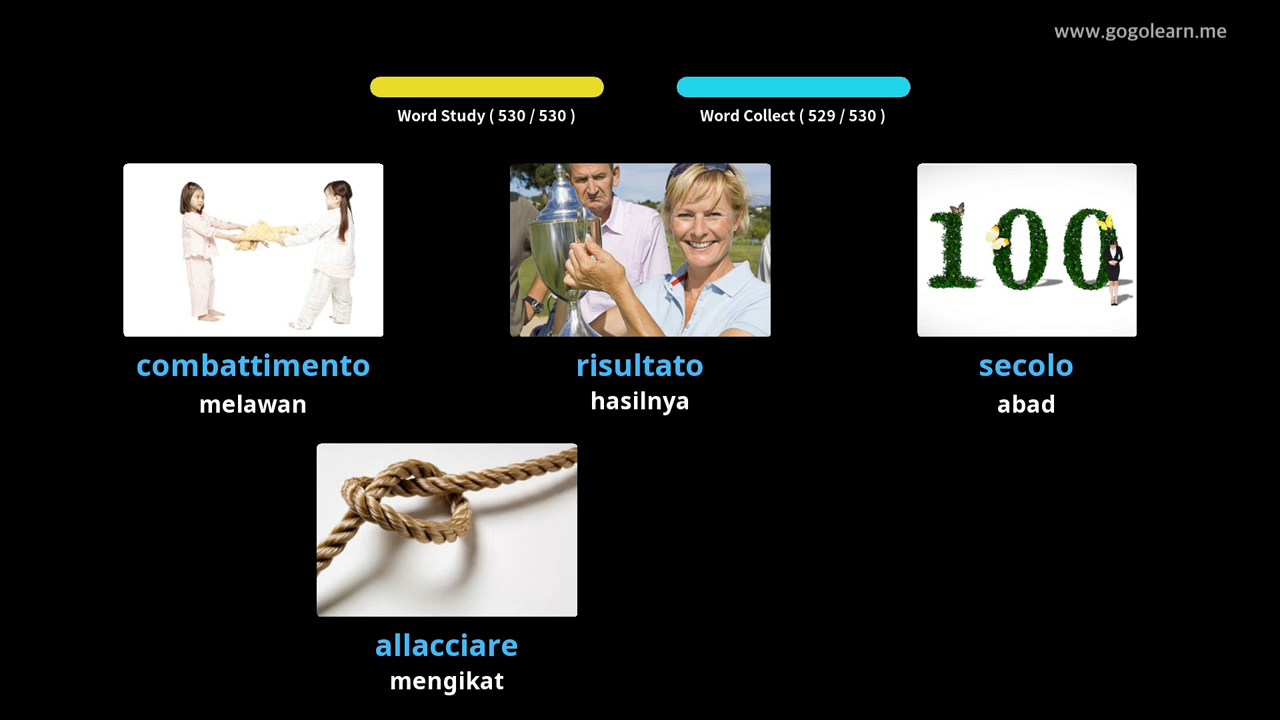 www.gogolearn.me
Word Study ( 530 / 530 )
Word Collect ( 529 / 530 )
100
combattimento
melawan
risultato
hasilnya
secolo
abad
allacciare
mengikat